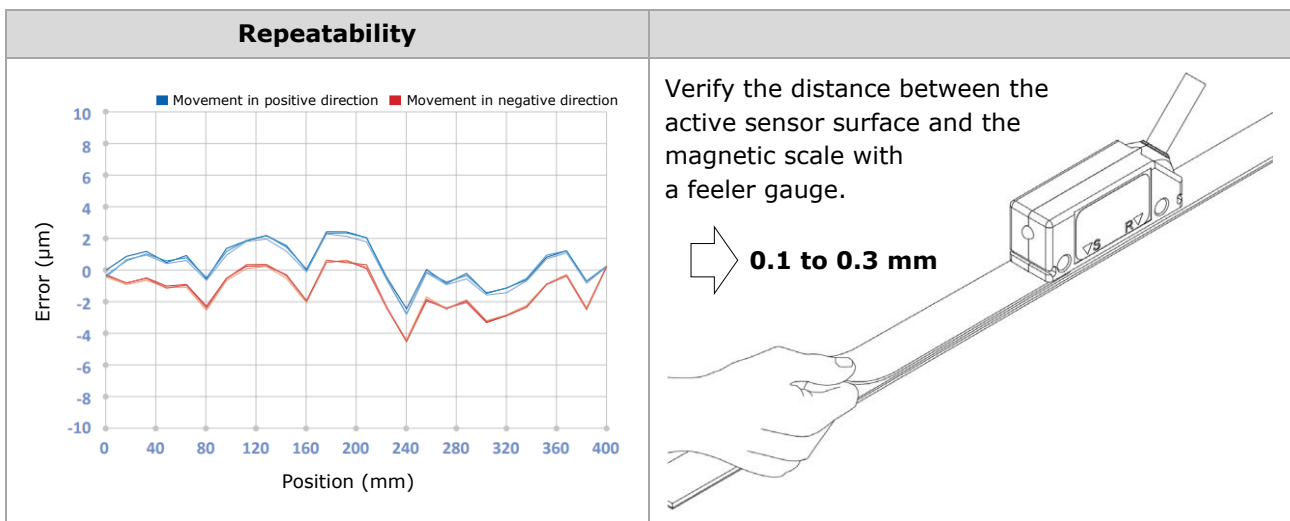 Repeatability
Movement in positive direction Movement in negative direction
10
8
6
4
2
0
-2
-4
-6
-8
-10
Error (µm)
0 40 80 120 160 200 240 280 320 360 400
Position (mm)
Verify the distance between the
active sensor surface and the
magnetic scale with
a feeler gauge.
0.1 to 0.3 mm
S
R